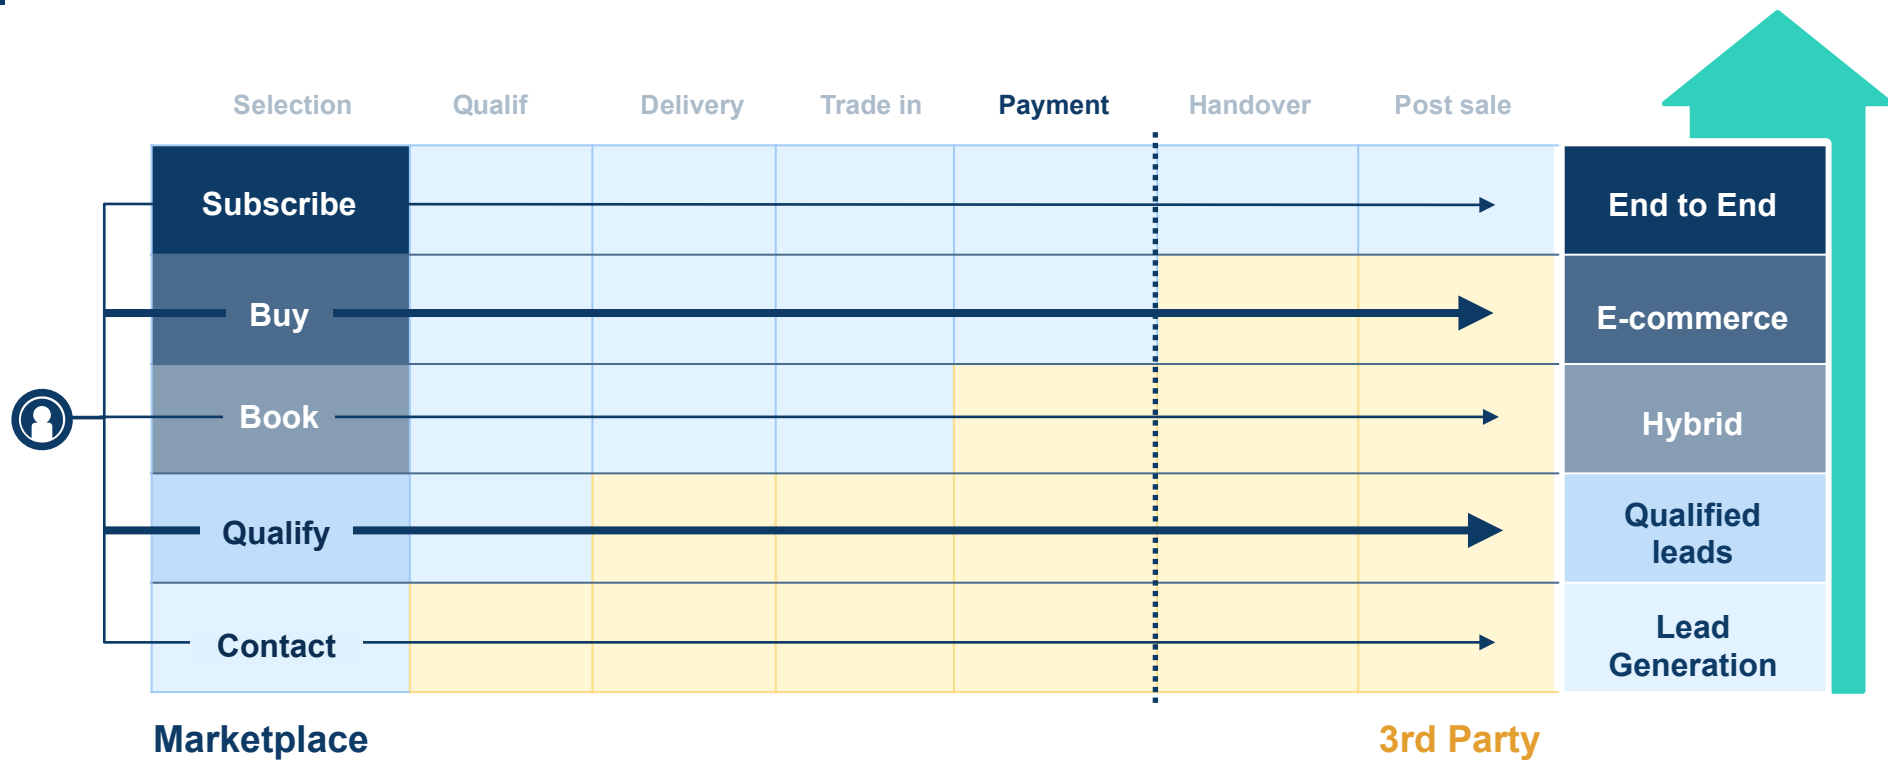 Selection Qualif Delivery Trade in Payment Handover Post sale
Subscribe End to End
Buy E-commerce
Book Hybrid
Qualify Qualified
leads
Contact Lead
Generation
Marketplace 3rd Party